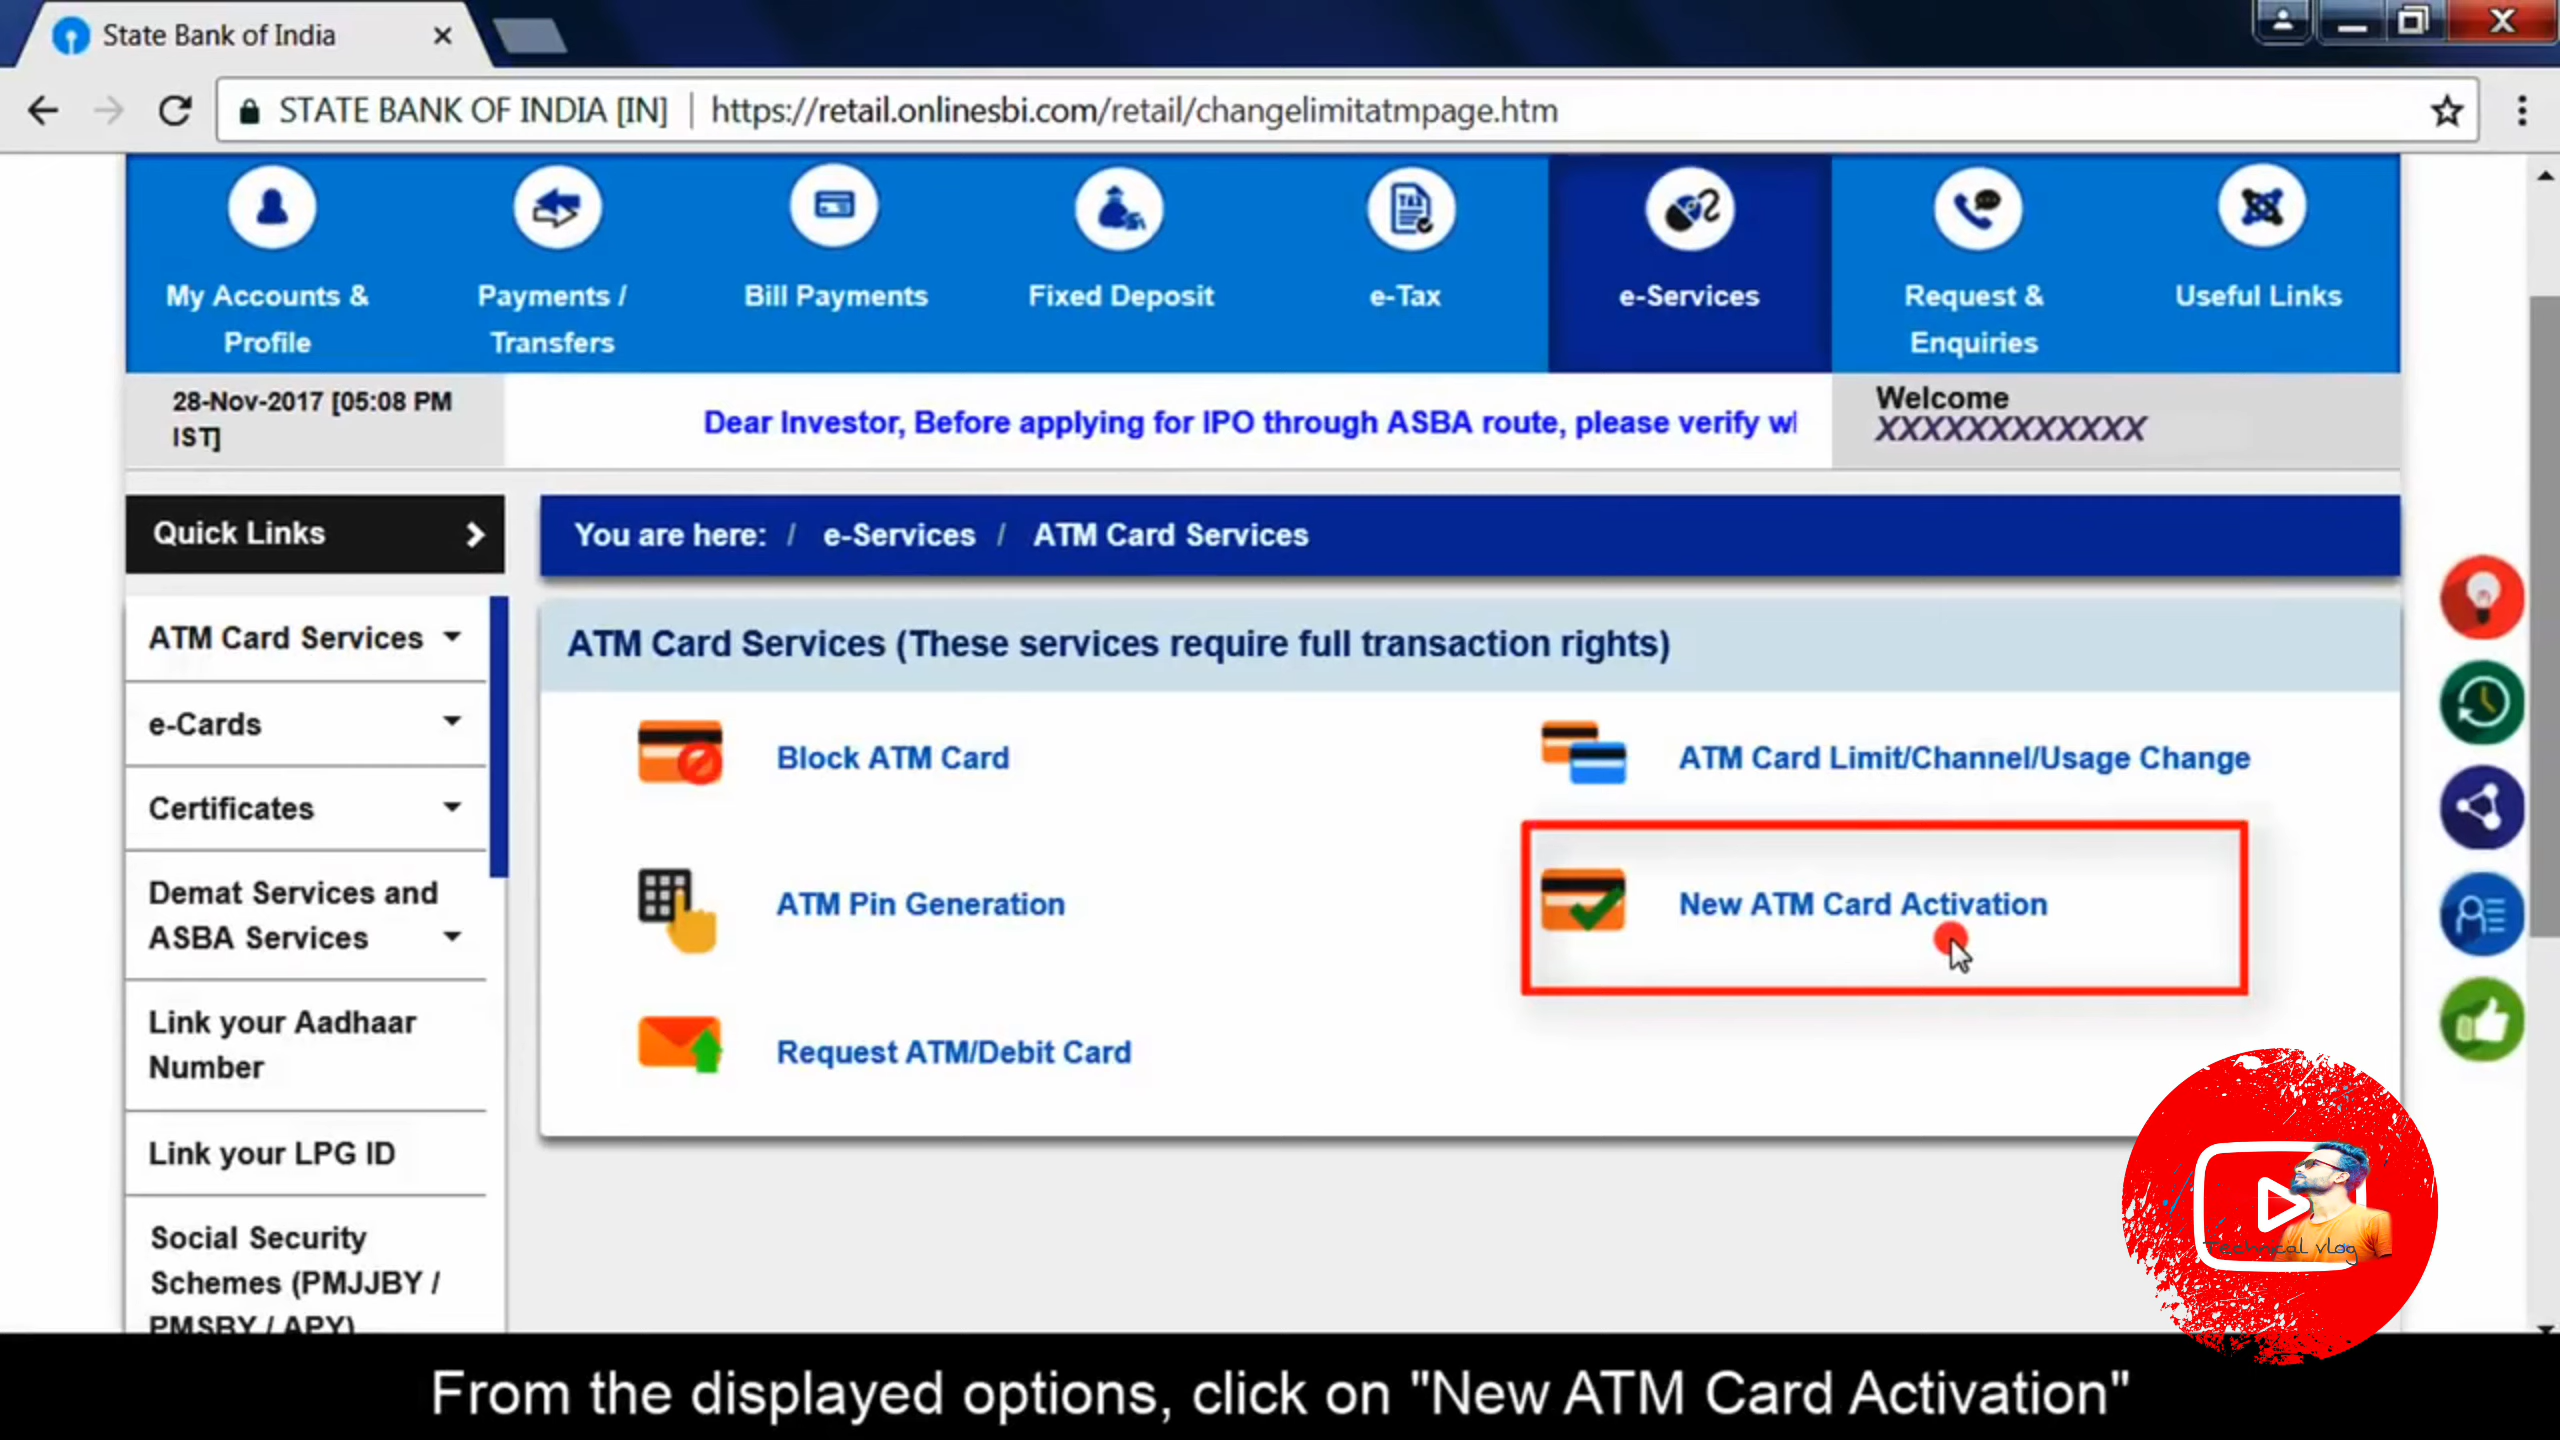 State Bank of India
STATE BANK OF INDIA [IN]
https://retail.onlinesbi.com/retail/changelimitatmpage.htm
My Accounts &
Profile
Payments /
Transfers
Bill Payments
Fixed Deposit
TAX
e-Tax
e-Services
Request &
Enquiries
Useful Links
28-Nov-2017 [05:08 PM
IST]
Dear Investor, Before applying for IPO through ASBA route, please verify
Welcome
XXXXXXXXXXXX
Quick Links
You are here: / e-Services / ATM Card Services
ATM Card Services
e-Cards
Certificates
Demat Services and
ASBA Services
Link your Aadhaar
Number
Link your LPG ID
Social Security
Schemes (PMJJBY /
PMSBY / APY)
ATM Card Services (These services require full transaction rights)
Block ATM Card
ATM Card Limit/Channel/Usage Change
ATM Pin Generation
New ATM Card Activation
Request ATM/Debit Card
Technical vlog
From the displayed options, click on "New ATM Card Activation"